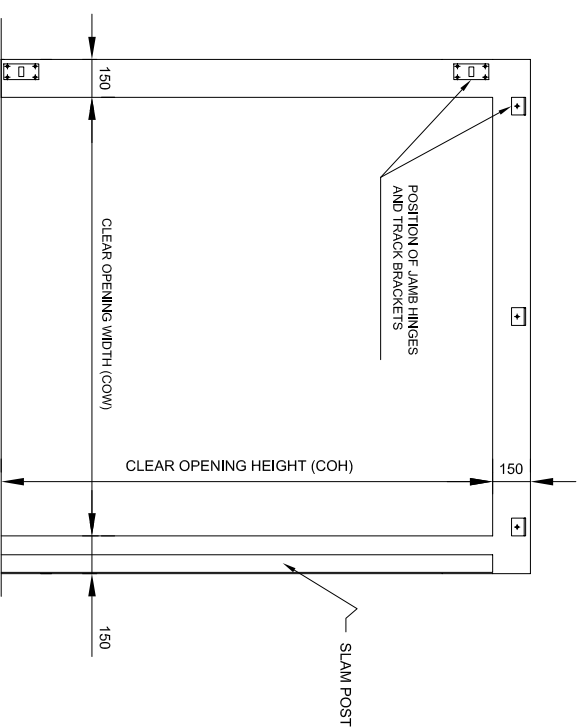 150
POSITION OF JAMB HINGES
AND TRACK BRACKETS
CLEAR OPENING WIDTH (COW)
CLEAR OPENING HEIGHT (COH)
150
150
SLAM POST